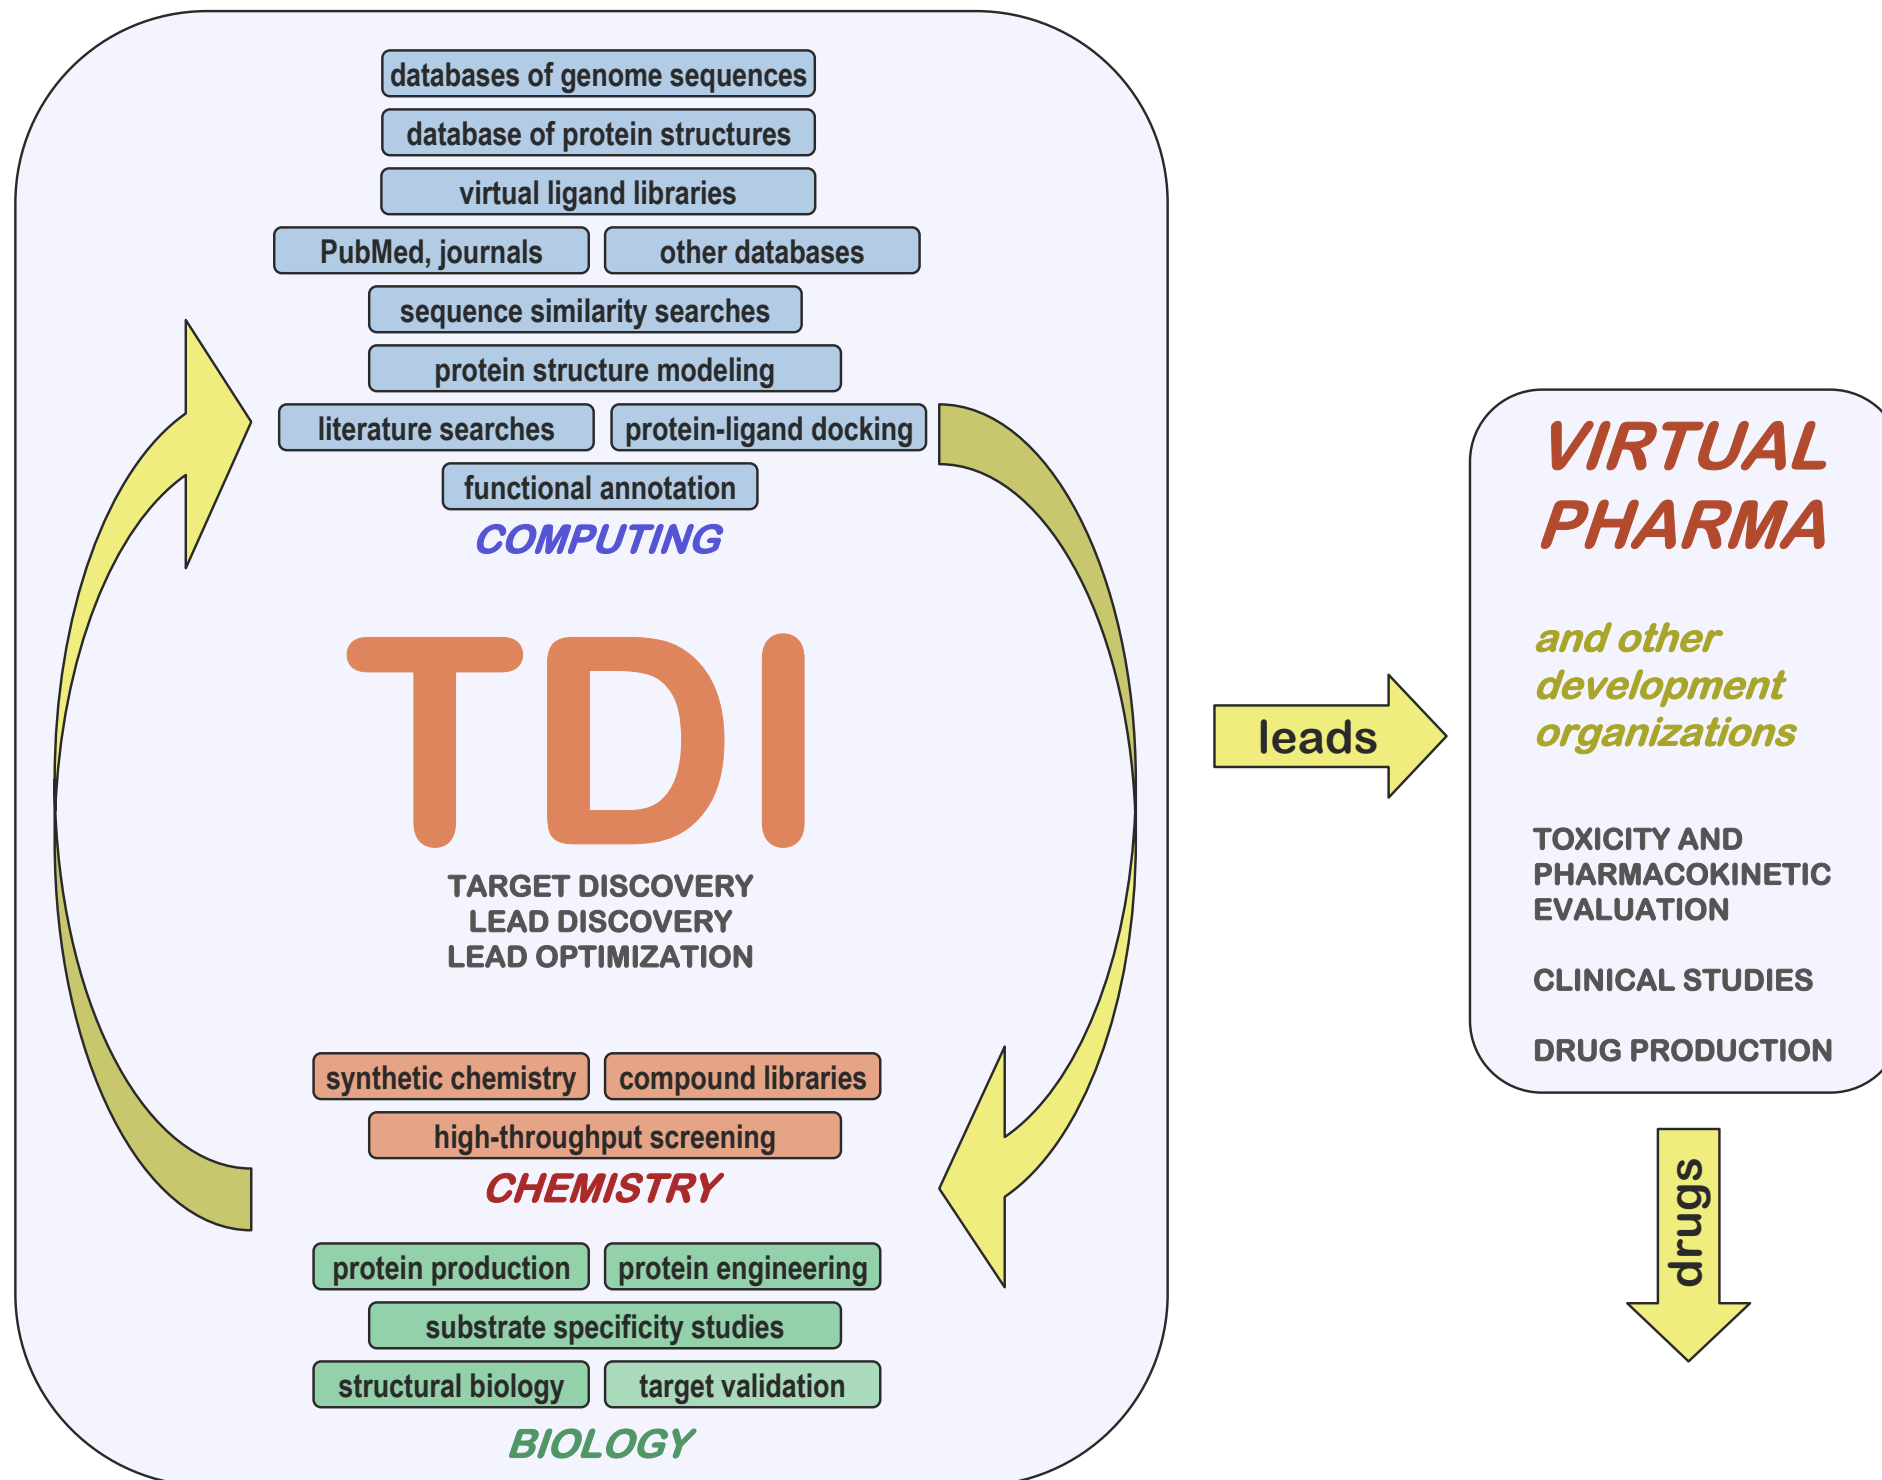 databases of genome sequences
database of protein structures
virtual ligand libraries
PubMed, journals
other databases
sequence similarity searches
protein structure modeling
literature searches
protein-ligand docking
functional annotation
COMPUTING
TDI
TARGET DISCOVERY
LEAD DISCOVERY
LEAD OPTIMIZATION
synthetic chemistry
compound libraries
high-throughput screening
CHEMISTRY
protein production
protein engineering
substrate specificity studies
structural biology
target validation
BIOLOGY
leads
VIRTUAL
PHARMA
and other
development
organizations
TOXICITY AND
PHARMACOKINETIC
EVALUATION
CLINICAL STUDIES
DRUG PRODUCTION
drugs